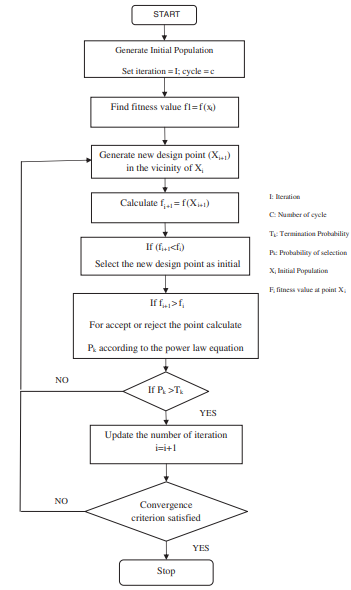 START
Generate Initial Population
Set iteration = I; cycle = c
Find fitness value f1= f (xᵢ)
Generate new design point (Xᵢ₊₁)
in the vicinity of Xᵢ
Calculate fᵢ₊₁ = f (Xᵢ₊₁)
If (fᵢ₊₁<fᵢ)
Select the new design point as initial
If fᵢ₊₁>fᵢ
For accept or reject the point calculate
Pₖ according to the power law equation
NO
If Pₖ >Tₖ
YES
Update the number of iteration
i=i+1
NO
Convergence
criterion satisfied
YES
Stop
I: Iteration
C: Number of cycle
Tₖ: Termination Probability
Pₖ: Probability of selection
Xᵢ Initial Population
Fᵢ fitness value at point Xᵢ